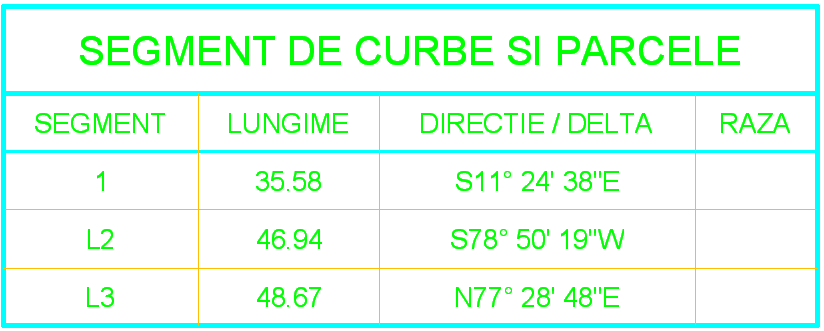 SEGMENT DE CURBE SI PARCELE
SEGMENT LUNGIME DIRECTIE / DELTA RAZA
1 35.58 S11° 24' 38"E
L2 46.94 S78° 50' 19"W
L3 48.67 N77° 28' 48"E